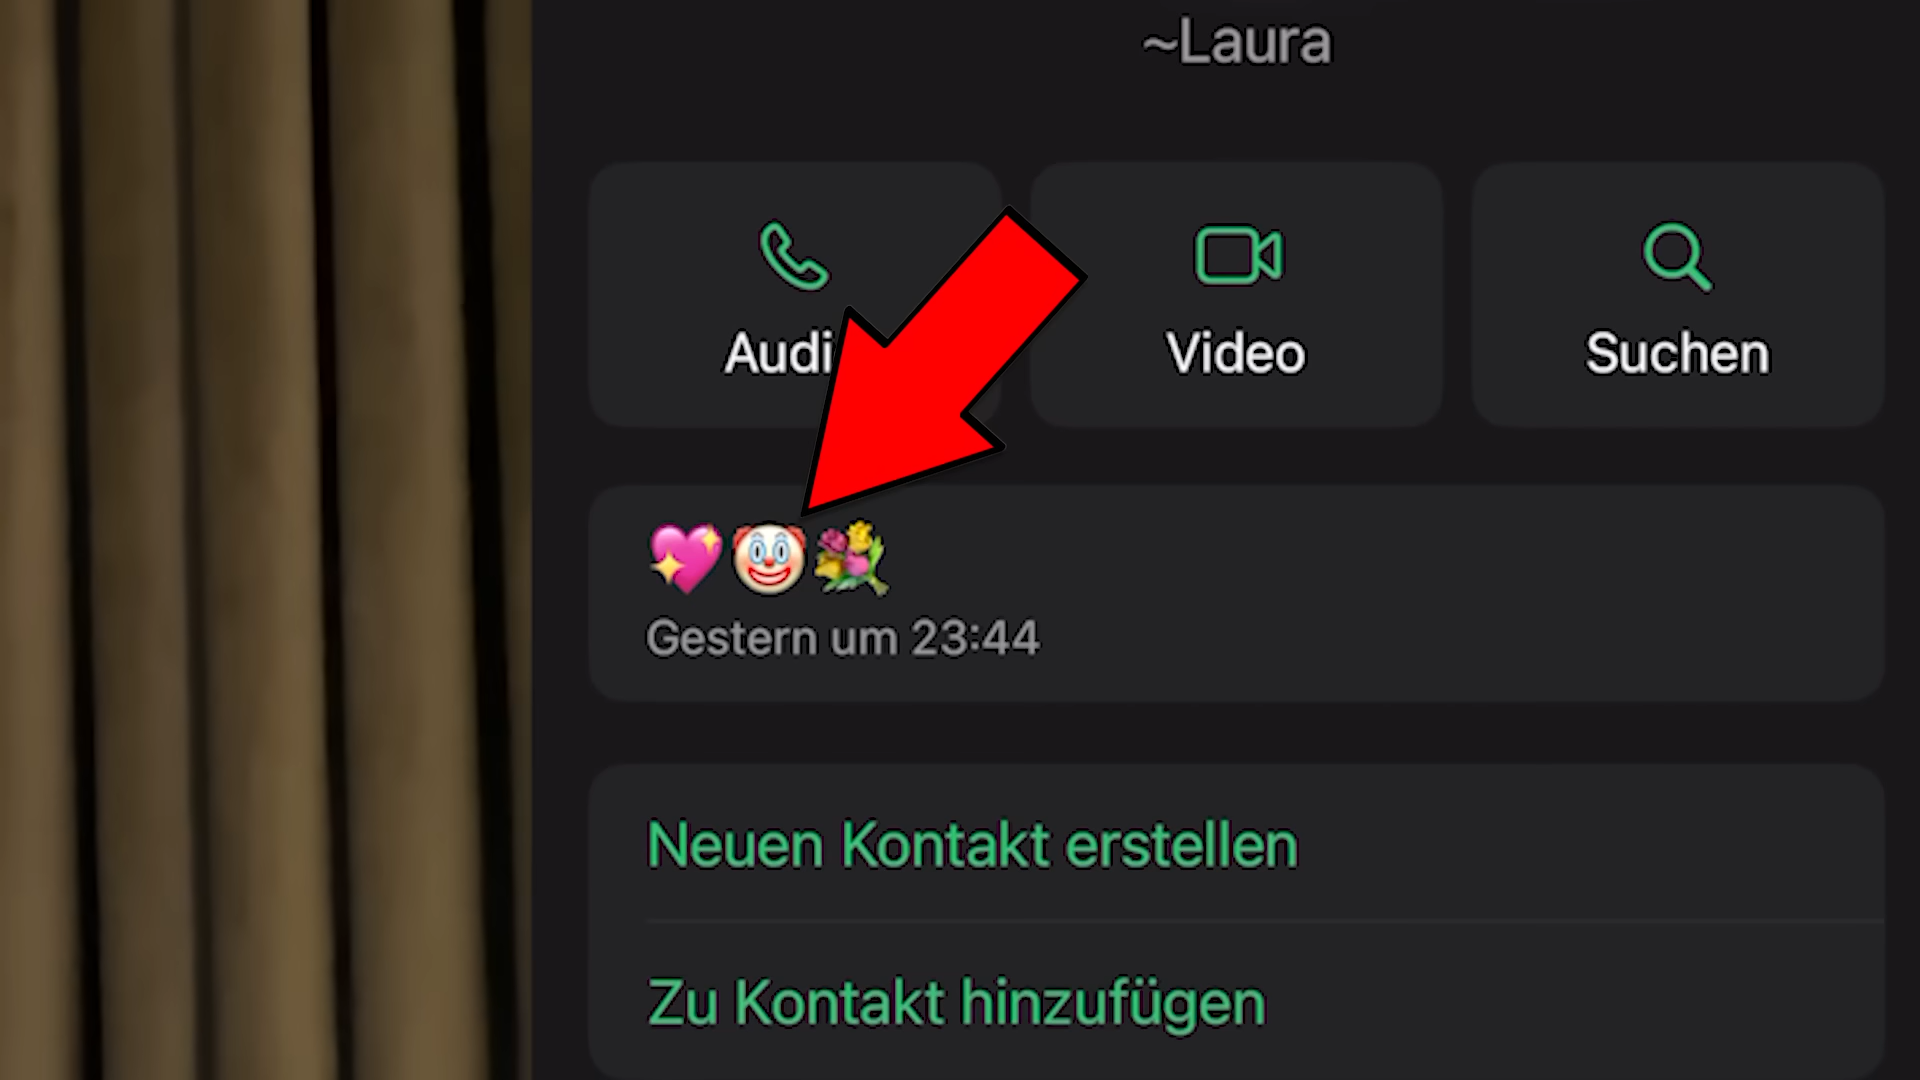 ~Laura
Audi
Video
Suchen
💖🤡💐
Gestern um 23:44
Neuen Kontakt erstellen
Zu Kontakt hinzufügen